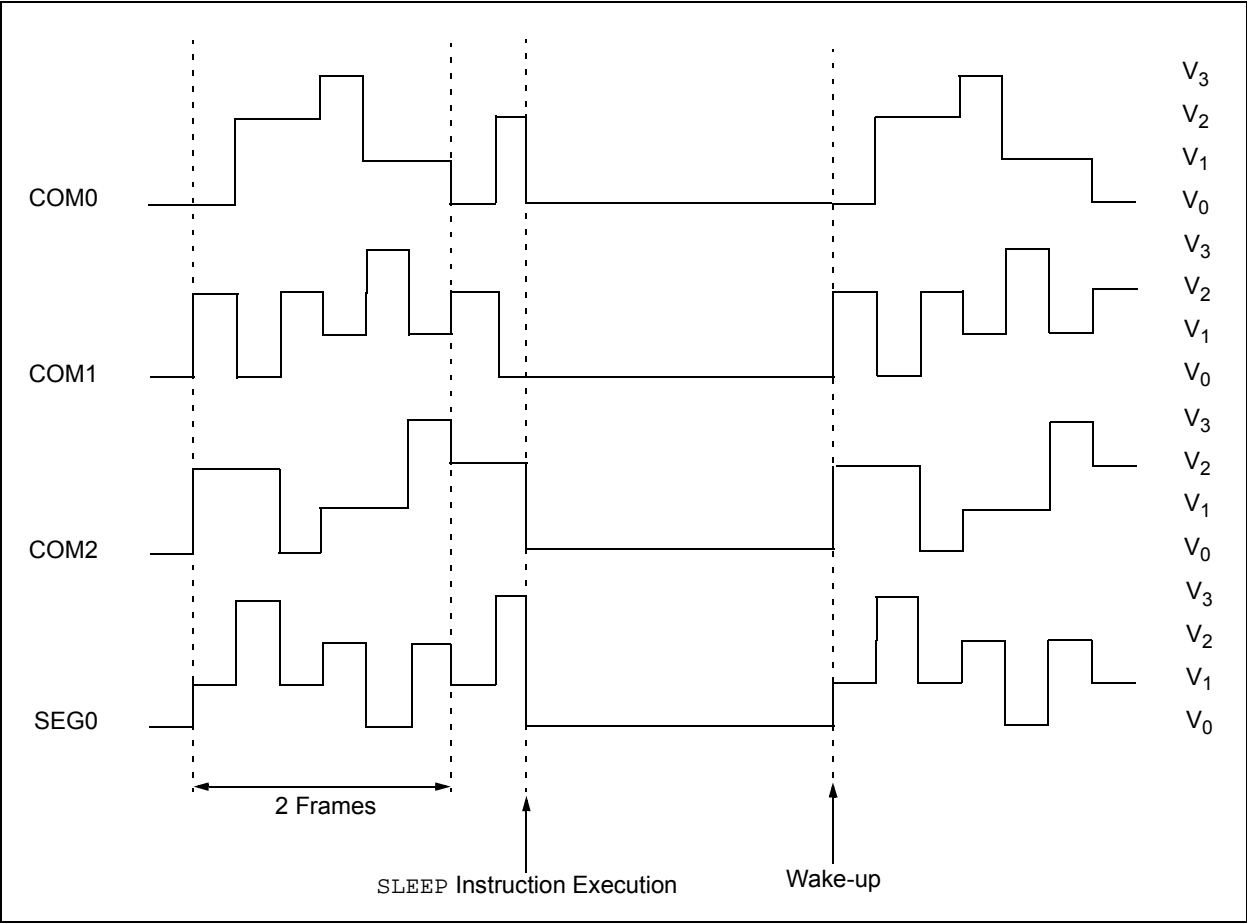 V3
V2
V1
COM0
V0
V3
V2
V1
COM1
V0
V3
V2
V1
COM2
V0
V3
V2
V1
SEG0
V0
2 Frames
SLEEP Instruction Execution
Wake-up